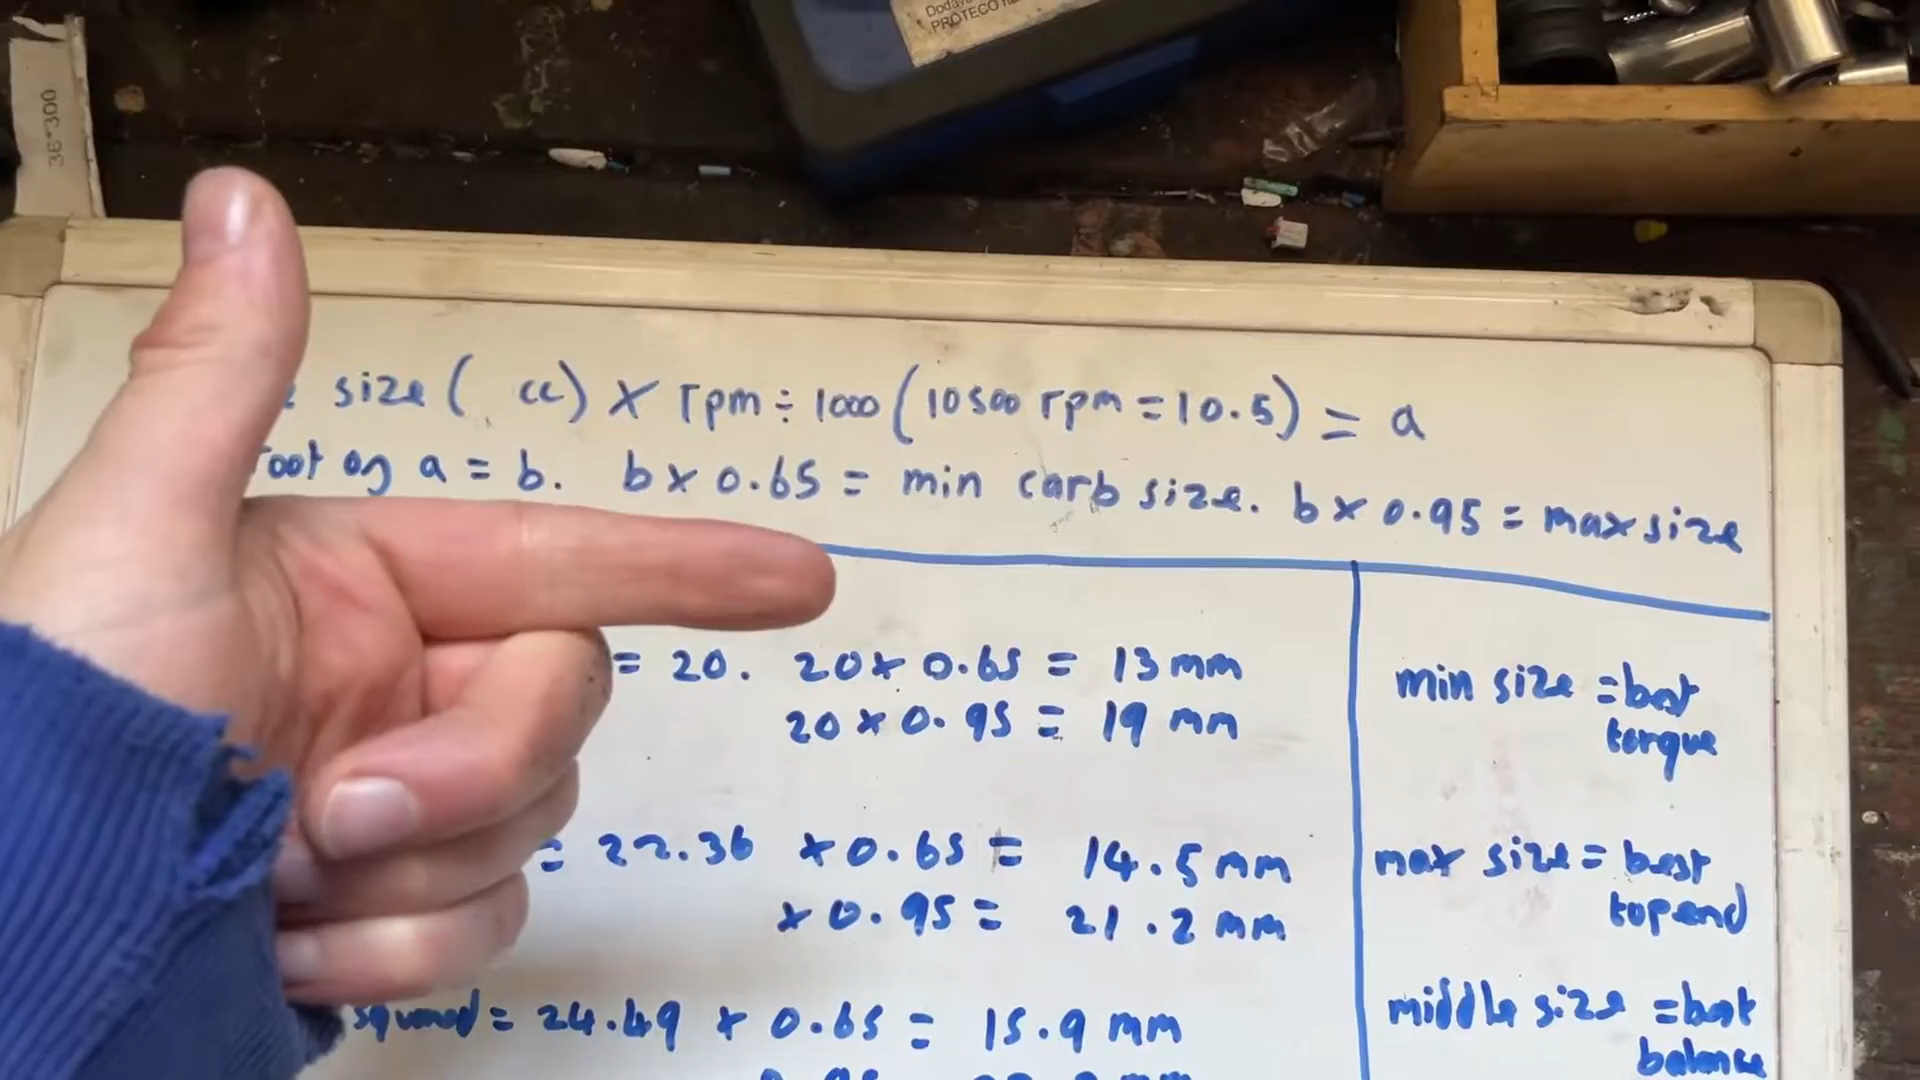 PROTECO
36*300
size ( cc) x rpm ÷ 1000 (10500 rpm = 10.5) = a
root og a = b. b x 0.65 = min carb size. b x 0.95 = max size
= 20. 20 x 0.65 = 13 mm
20 x 0.95 = 19 mm
min size = best
torque
= 22.36 x 0.65 = 14.5 mm
x 0.95 = 21.2 mm
max size = best
top end
squared = 24.49 x 0.65 = 15.9 mm
middle size = best
balance